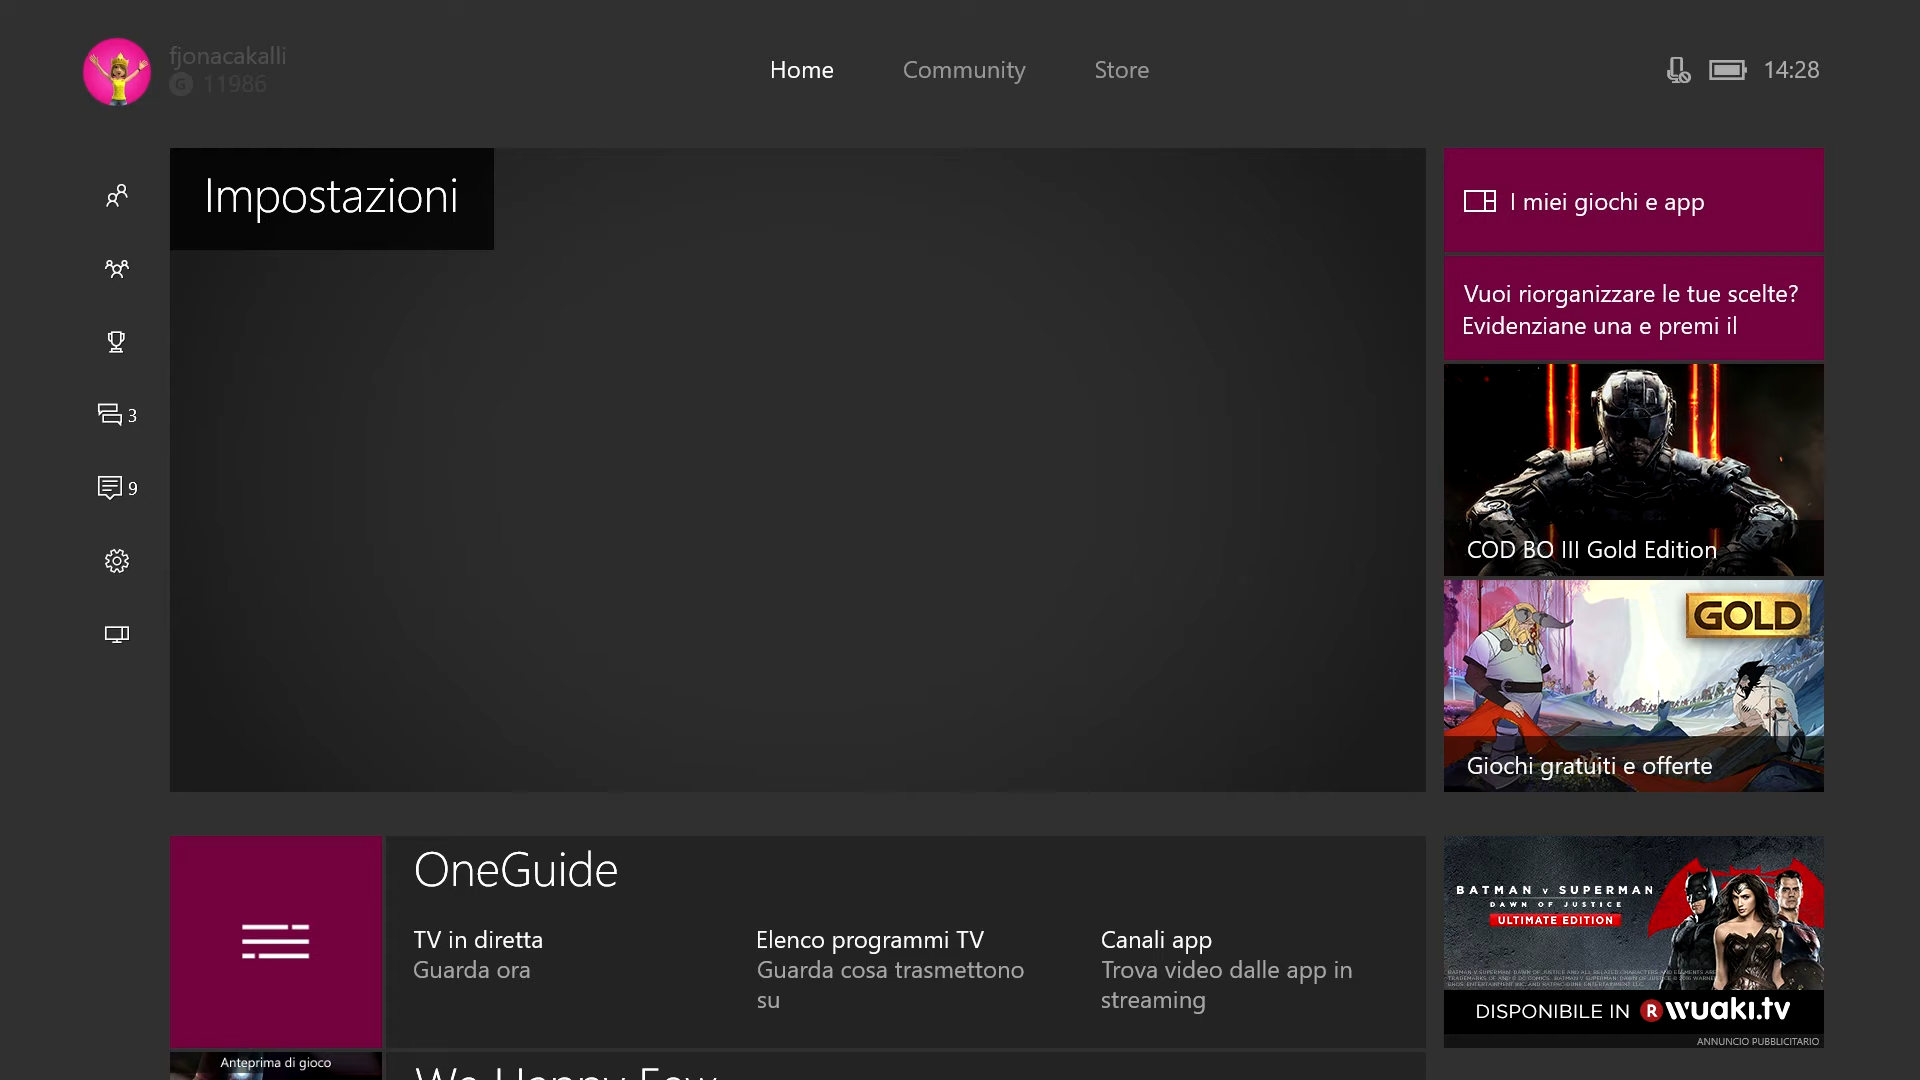 fjonacakalli
G 11986
Home
Community
Store
14:28
Impostazioni
3
9
I miei giochi e app
Vuoi riorganizzare le tue scelte?
Evidenziane una e premi il
COD BO III Gold Edition
GOLD
Giochi gratuiti e offerte
OneGuide
TV in diretta
Guarda ora
Elenco programmi TV
Guarda cosa trasmettono
su
Canali app
Trova video dalle app in
streaming
BATMAN v SUPERMAN
DAWN OF JUSTICE
ULTIMATE EDITION
DISPONIBILE IN R wuaki.tv
ANNUNCIO PUBBLICITARIO
Anteprima di gioco
We Happy Few